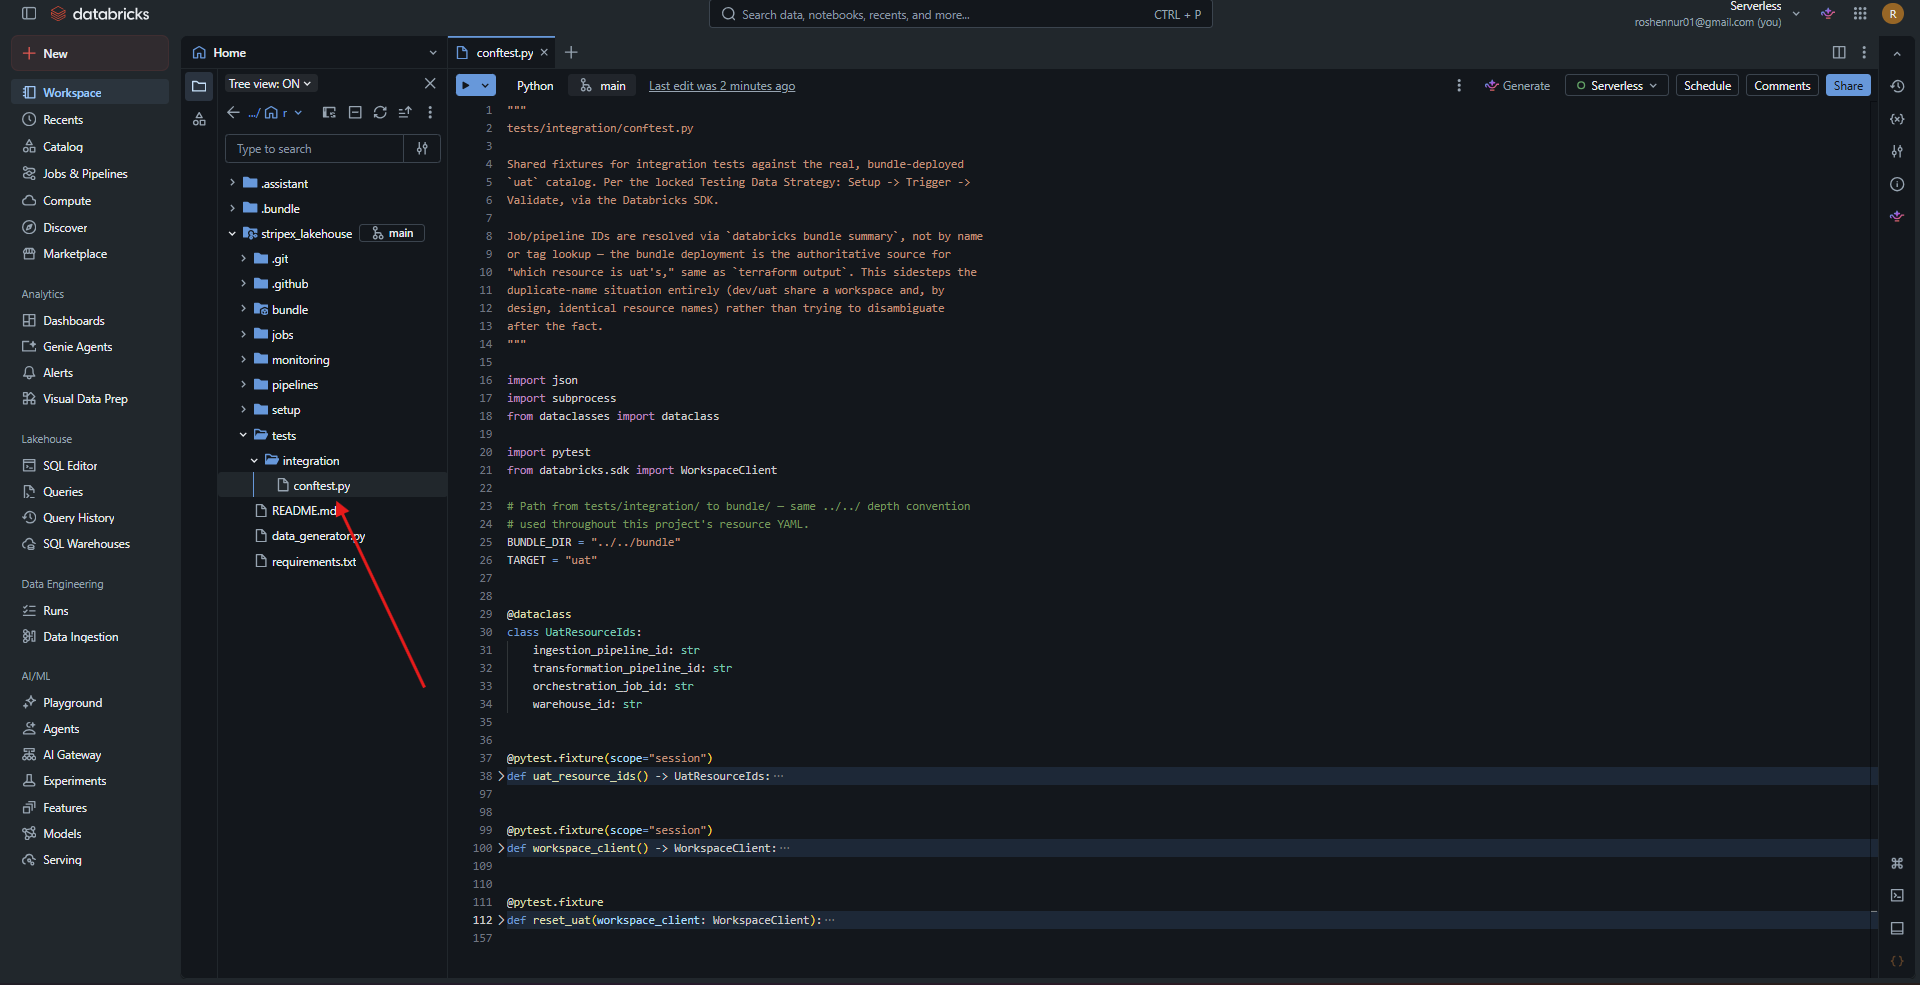 databricks
Search data, notebooks, recents, and more...
CTRL + P
Serverless
roshennur01@gmail.com (you)
R
New
Workspace
Recents
Catalog
Jobs & Pipelines
Compute
Discover
Marketplace
Analytics
Dashboards
Genie Agents
Alerts
Visual Data Prep
Lakehouse
SQL Editor
Queries
Query History
SQL Warehouses
Data Engineering
Runs
Data Ingestion
AI/ML
Playground
Agents
AI Gateway
Experiments
Features
Models
Serving
Home
Tree view: ON
.../ r
Type to search
.assistant
.bundle
stripex_lakehouse main
.git
.github
bundle
jobs
monitoring
pipelines
setup
tests
integration
conftest.py
README.md
data_generator.py
requirements.txt
conftest.py
Python main Last edit was 2 minutes ago
Generate Serverless Schedule Comments Share
1 """
2 tests/integration/conftest.py
3
4 Shared fixtures for integration tests against the real, bundle-deployed
5 `uat` catalog. Per the locked Testing Data Strategy: Setup -> Trigger ->
6 Validate, via the Databricks SDK.
7
8 Job/pipeline IDs are resolved via `databricks bundle summary`, not by name
9 or tag lookup — the bundle deployment is the authoritative source for
10 "which resource is uat's," same as `terraform output`. This sidesteps the
11 duplicate-name situation entirely (dev/uat share a workspace and, by
12 design, identical resource names) rather than trying to disambiguate
13 after the fact.
14 """
15
16 import json
17 import subprocess
18 from dataclasses import dataclass
19
20 import pytest
21 from databricks.sdk import WorkspaceClient
22
23 # Path from tests/integration/ to bundle/ — same ../../ depth convention
24 # used throughout this project's resource YAML.
25 BUNDLE_DIR = "../../bundle"
26 TARGET = "uat"
27
28
29 @dataclass
30 class UatResourceIds:
31 ingestion_pipeline_id: str
32 transformation_pipeline_id: str
33 orchestration_job_id: str
34 warehouse_id: str
35
36
37 @pytest.fixture(scope="session")
38 def uat_resource_ids() -> UatResourceIds: ...
97
98
99 @pytest.fixture(scope="session")
100 def workspace_client() -> WorkspaceClient: ...
109
110
111 @pytest.fixture
112 def reset_uat(workspace_client: WorkspaceClient): ...
157